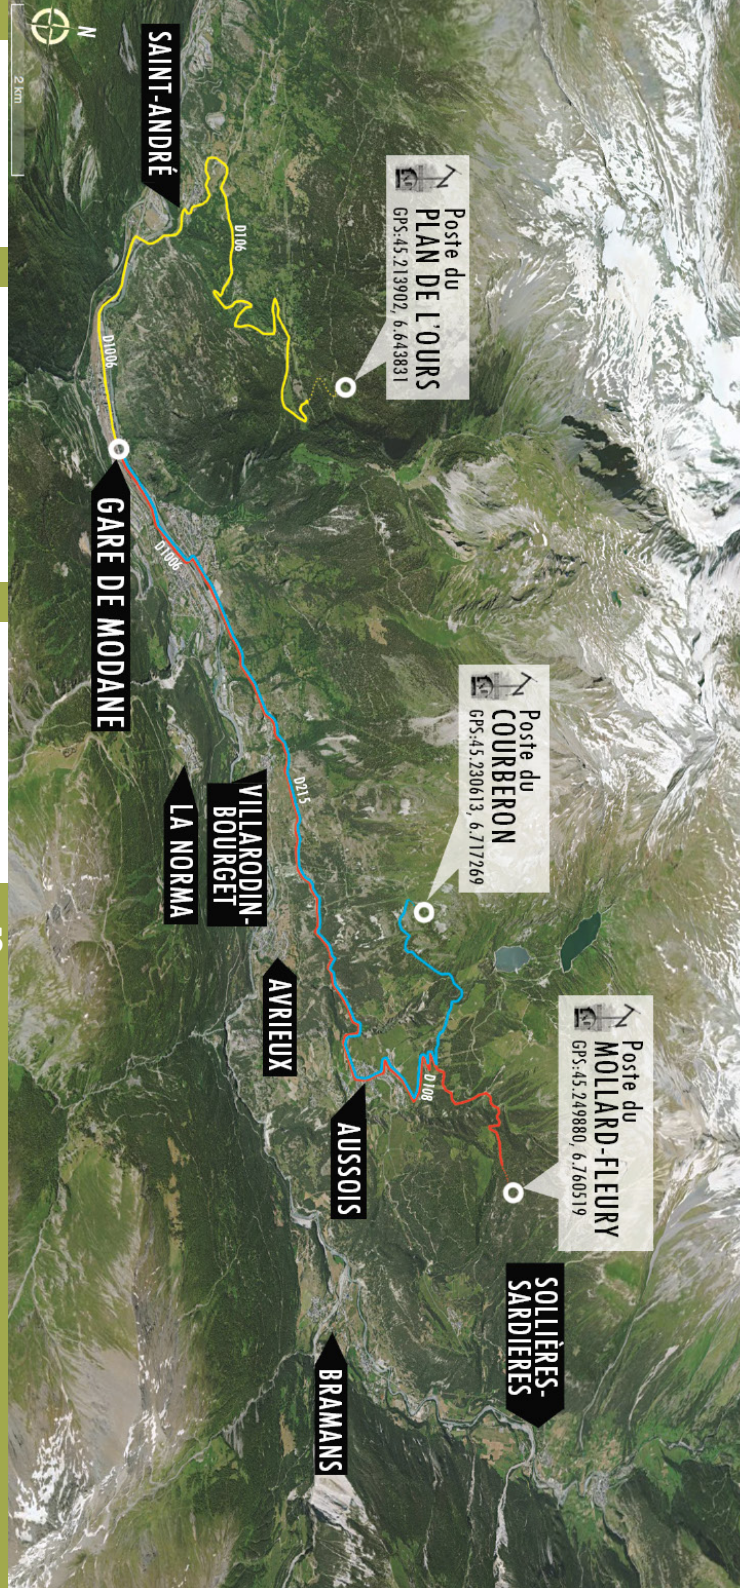 N
2 km
SAINT-ANDRÉ
Poste du
PLAN DE L'OURS
GPS:45.213902, 6.643831
D106
D1006
GARE DE MODANE
D1006
Poste du
COURBERON
GPS:45.230613, 6.717269
D215
VILLARODIN-
BOURGET
LA NORMA
AVRIEUX
Poste du
MOLLARD-FLEURY
GPS:45.249880, 6.760519
D108
AUSSOIS
SOLLIÈRES-
SARDIERES
BRAMANS